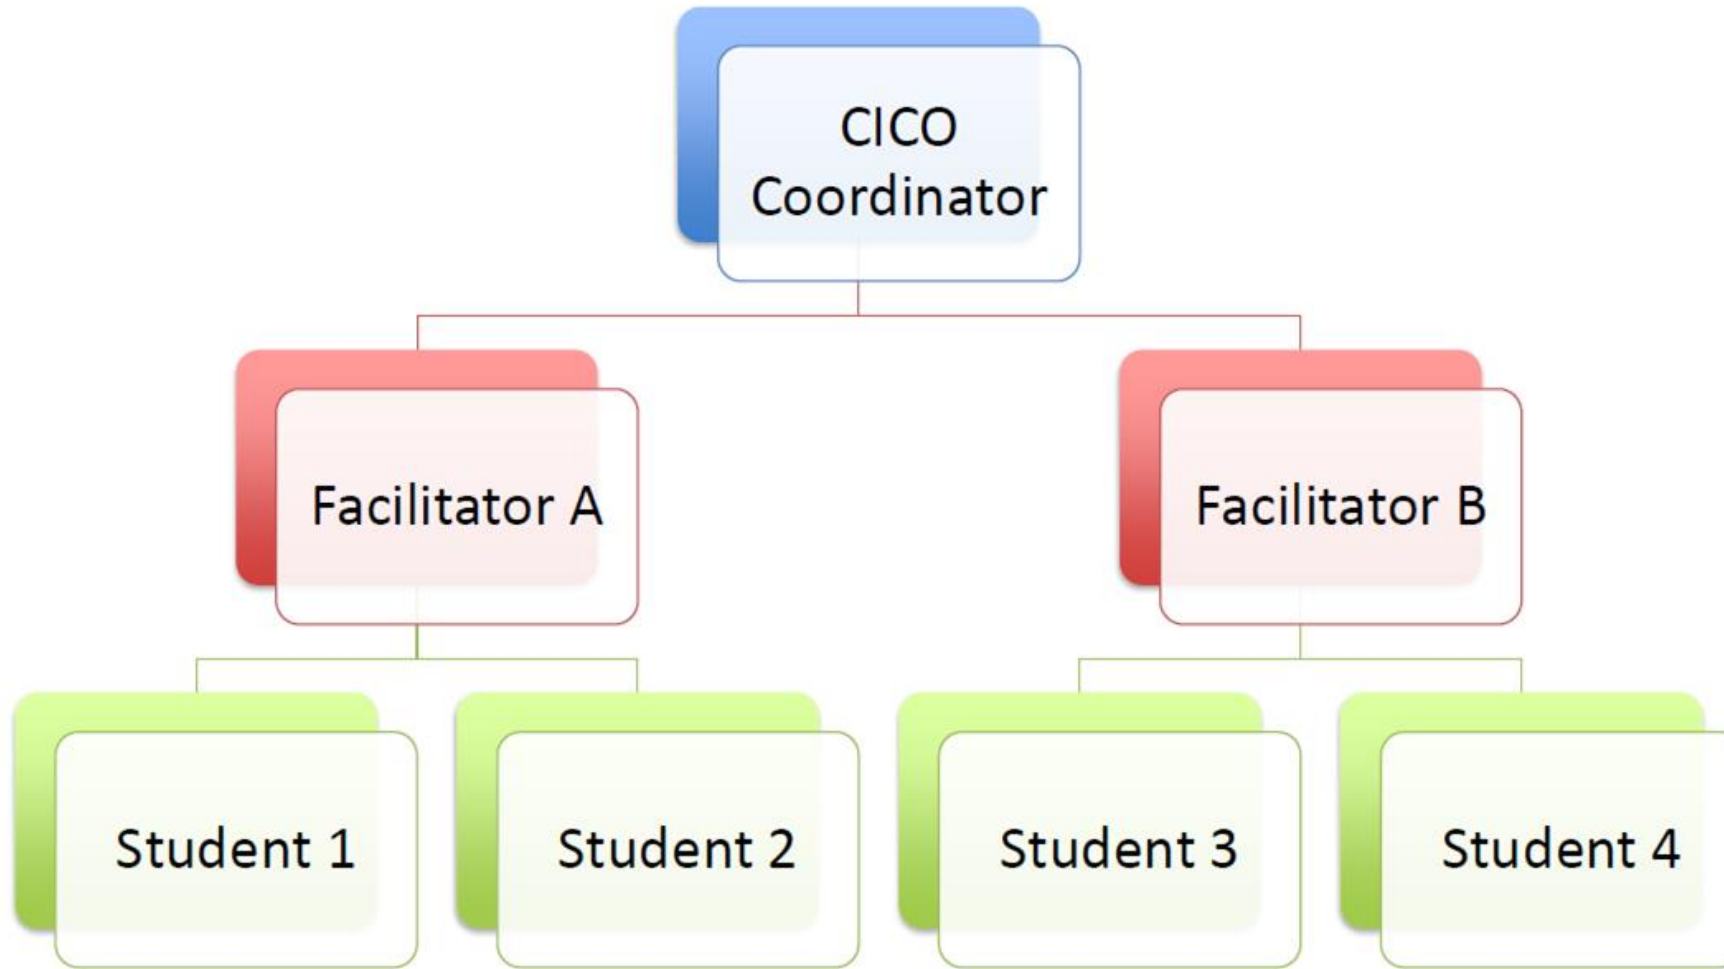 CICO
Coordinator
Facilitator A
Facilitator B
Student 1
Student 2
Student 3
Student 4